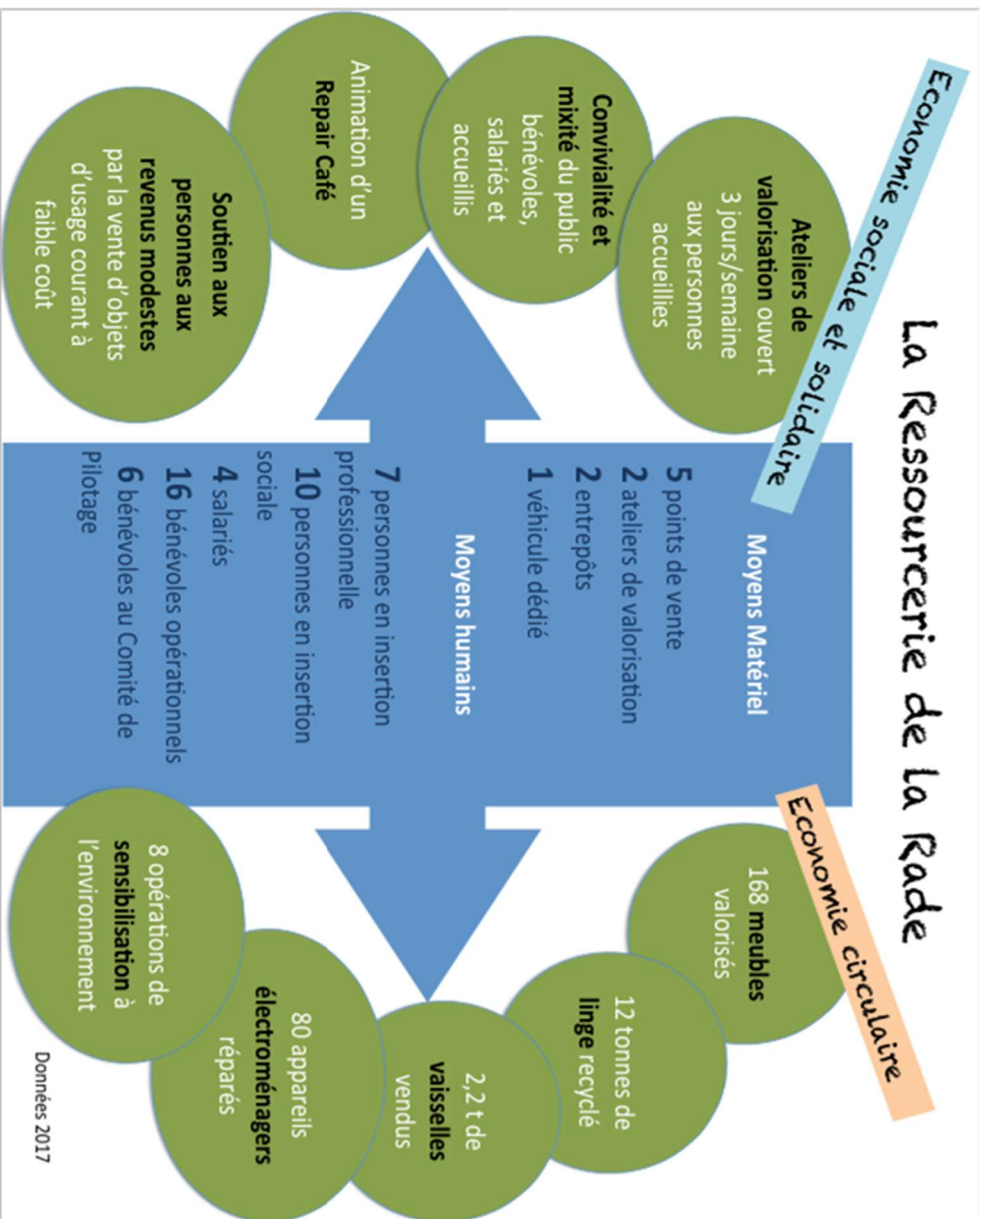 La Ressourcerie de la Rade
Economie sociale et solidaire
Ateliers de
valorisation ouvert
3 jours/semaine
aux personnes
accueillies
Convivialité et
mixité du public
bénévoles,
salariés et
accueillis
Animation d'un
Repair Café
Soutien aux
personnes aux
revenus modestes
par la vente d'objets
d'usage courant à
faible coût
Moyens Matériel
5 points de vente
2 ateliers de valorisation
2 entrepôts
1 véhicule dédié
Moyens humains
7 personnes en insertion
professionnelle
10 personnes en insertion
sociale
4 salariés
16 bénévoles opérationnels
6 bénévoles au Comité de
Pilotage
Economie circulaire
168 meubles
valorisés
12 tonnes de
linge recyclé
2,2 t de
vaisselles
vendus
80 appareils
électroménagers
réparés
8 opérations de
sensibilisation à
l'environnement
Données 2017